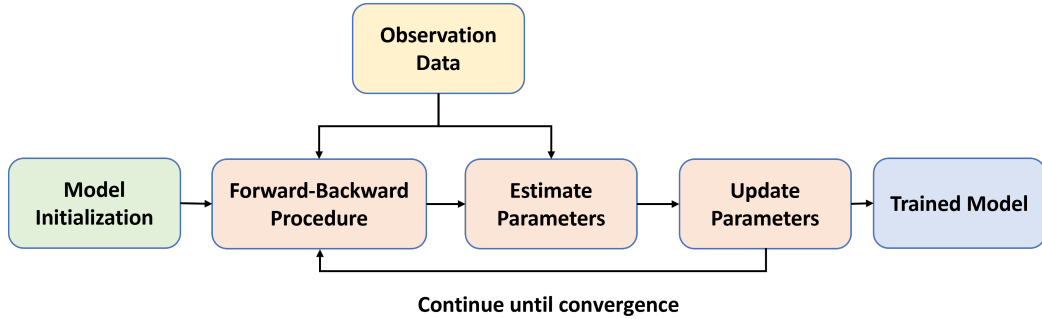 Observation
Data
Model
Initialization
Forward-Backward
Procedure
Estimate
Parameters
Update
Parameters
Trained Model
Continue until convergence